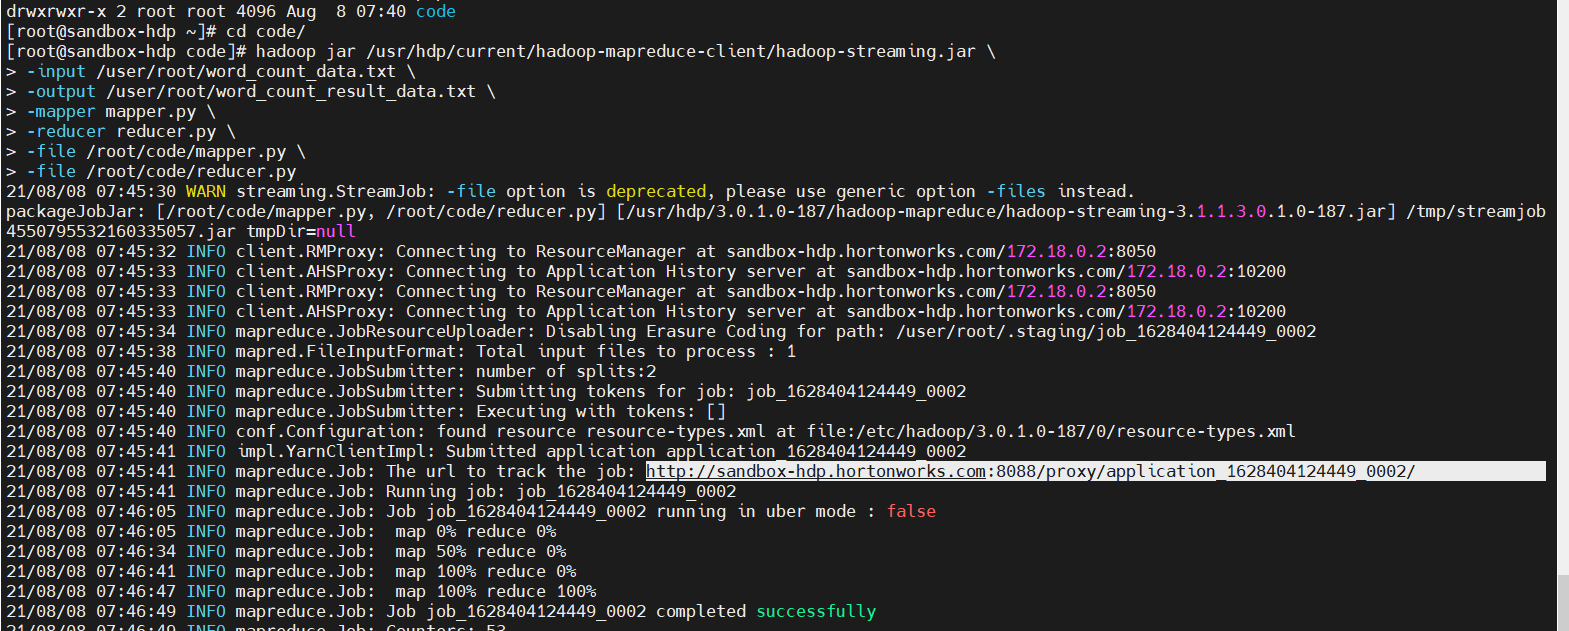 drwxrwxr-x 2 root root 4096 Aug  8 07:40 code
[root@sandbox-hdp ~]# cd code/
[root@sandbox-hdp code]# hadoop jar /usr/hdp/current/hadoop-mapreduce-client/hadoop-streaming.jar \
> -input /user/root/word_count_data.txt \
> -output /user/root/word_count_result_data.txt \
> -mapper mapper.py \
> -reducer reducer.py \
> -file /root/code/mapper.py \
> -file /root/code/reducer.py
21/08/08 07:45:30 WARN streaming.StreamJob: -file option is deprecated, please use generic option -files instead.
packageJobJar: [/root/code/mapper.py, /root/code/reducer.py] [/usr/hdp/3.0.1.0-187/hadoop-mapreduce/hadoop-streaming-3.1.1.3.0.1.0-187.jar] /tmp/streamjob
4550795532160335057.jar tmpDir=null
21/08/08 07:45:32 INFO client.RMProxy: Connecting to ResourceManager at sandbox-hdp.hortonworks.com/172.18.0.2:8050
21/08/08 07:45:33 INFO client.AHSProxy: Connecting to Application History server at sandbox-hdp.hortonworks.com/172.18.0.2:10200
21/08/08 07:45:33 INFO client.RMProxy: Connecting to ResourceManager at sandbox-hdp.hortonworks.com/172.18.0.2:8050
21/08/08 07:45:33 INFO client.AHSProxy: Connecting to Application History server at sandbox-hdp.hortonworks.com/172.18.0.2:10200
21/08/08 07:45:34 INFO mapreduce.JobResourceUploader: Disabling Erasure Coding for path: /user/root/.staging/job_1628404124449_0002
21/08/08 07:45:38 INFO mapred.FileInputFormat: Total input files to process : 1
21/08/08 07:45:40 INFO mapreduce.JobSubmitter: number of splits:2
21/08/08 07:45:40 INFO mapreduce.JobSubmitter: Submitting tokens for job: job_1628404124449_0002
21/08/08 07:45:40 INFO mapreduce.JobSubmitter: Executing with tokens: []
21/08/08 07:45:40 INFO conf.Configuration: found resource resource-types.xml at file:/etc/hadoop/3.0.1.0-187/0/resource-types.xml
21/08/08 07:45:41 INFO impl.YarnClientImpl: Submitted application application_1628404124449_0002
21/08/08 07:45:41 INFO mapreduce.Job: The url to track the job: http://sandbox-hdp.hortonworks.com:8088/proxy/application_1628404124449_0002/
21/08/08 07:45:41 INFO mapreduce.Job: Running job: job_1628404124449_0002
21/08/08 07:46:05 INFO mapreduce.Job: Job job_1628404124449_0002 running in uber mode : false
21/08/08 07:46:05 INFO mapreduce.Job:  map 0% reduce 0%
21/08/08 07:46:34 INFO mapreduce.Job:  map 50% reduce 0%
21/08/08 07:46:41 INFO mapreduce.Job:  map 100% reduce 0%
21/08/08 07:46:47 INFO mapreduce.Job:  map 100% reduce 100%
21/08/08 07:46:49 INFO mapreduce.Job: Job job_1628404124449_0002 completed successfully
21/08/08 07:46:49 INFO mapreduce.Job: Counters: 53